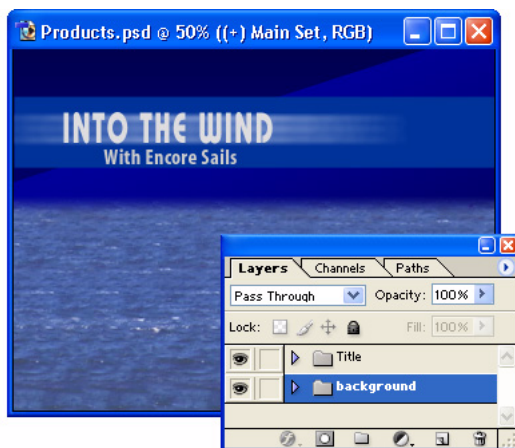 Products.psd @ 50% ((+) Main Set, RGB)
INTO THE WIND
With Encore Sails
Layers Channels Paths
Pass Through Opacity: 100%
Lock: Fill: 100%
Title
background